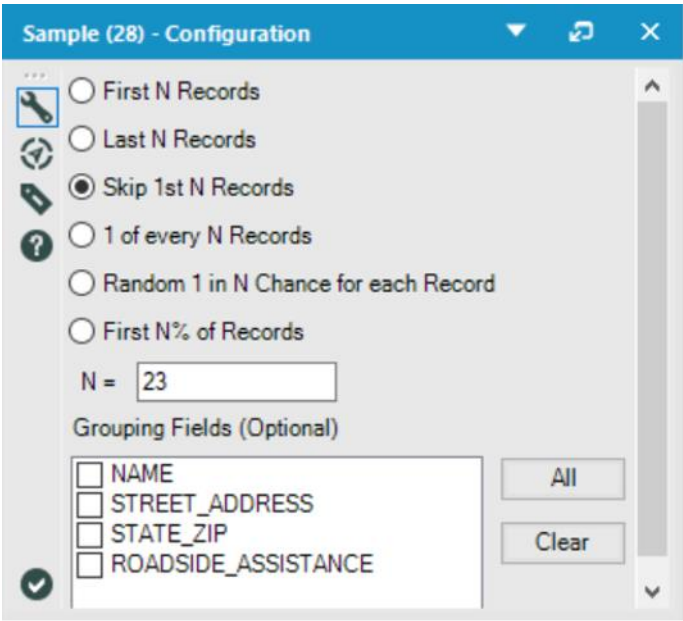 Sample (28) - Configuration
First N Records
Last N Records
Skip 1st N Records
1 of every N Records
Random 1 in N Chance for each Record
First N% of Records
N = 23
Grouping Fields (Optional)
NAME
STREET_ADDRESS
STATE_ZIP
ROADSIDE_ASSISTANCE
All
Clear